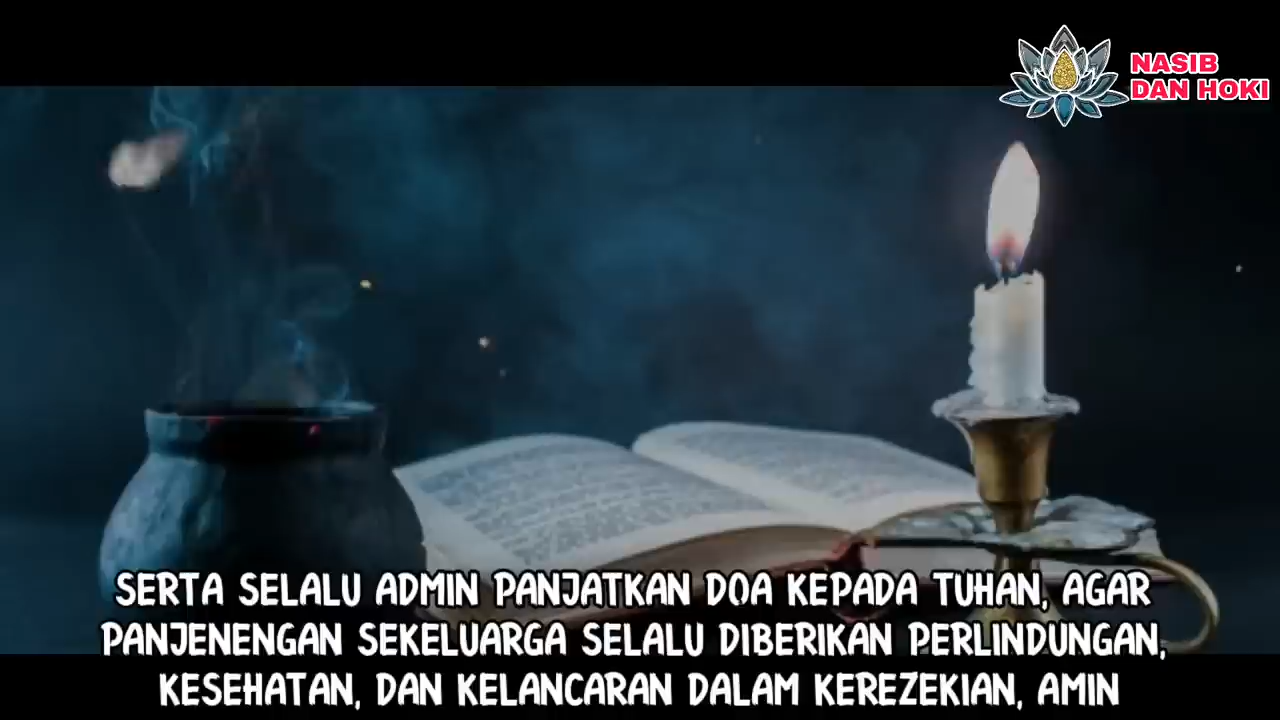 NASIB
DAN HOKI
SERTA SELALU ADMIN PANJATKAN DOA KEPADA TUHAN, AGAR
PANJENENGAN SEKELUARGA SELALU DIBERIKAN PERLINDUNGAN,
KESEHATAN, DAN KELANCARAN DALAM KEREZEKIAN, AMIN